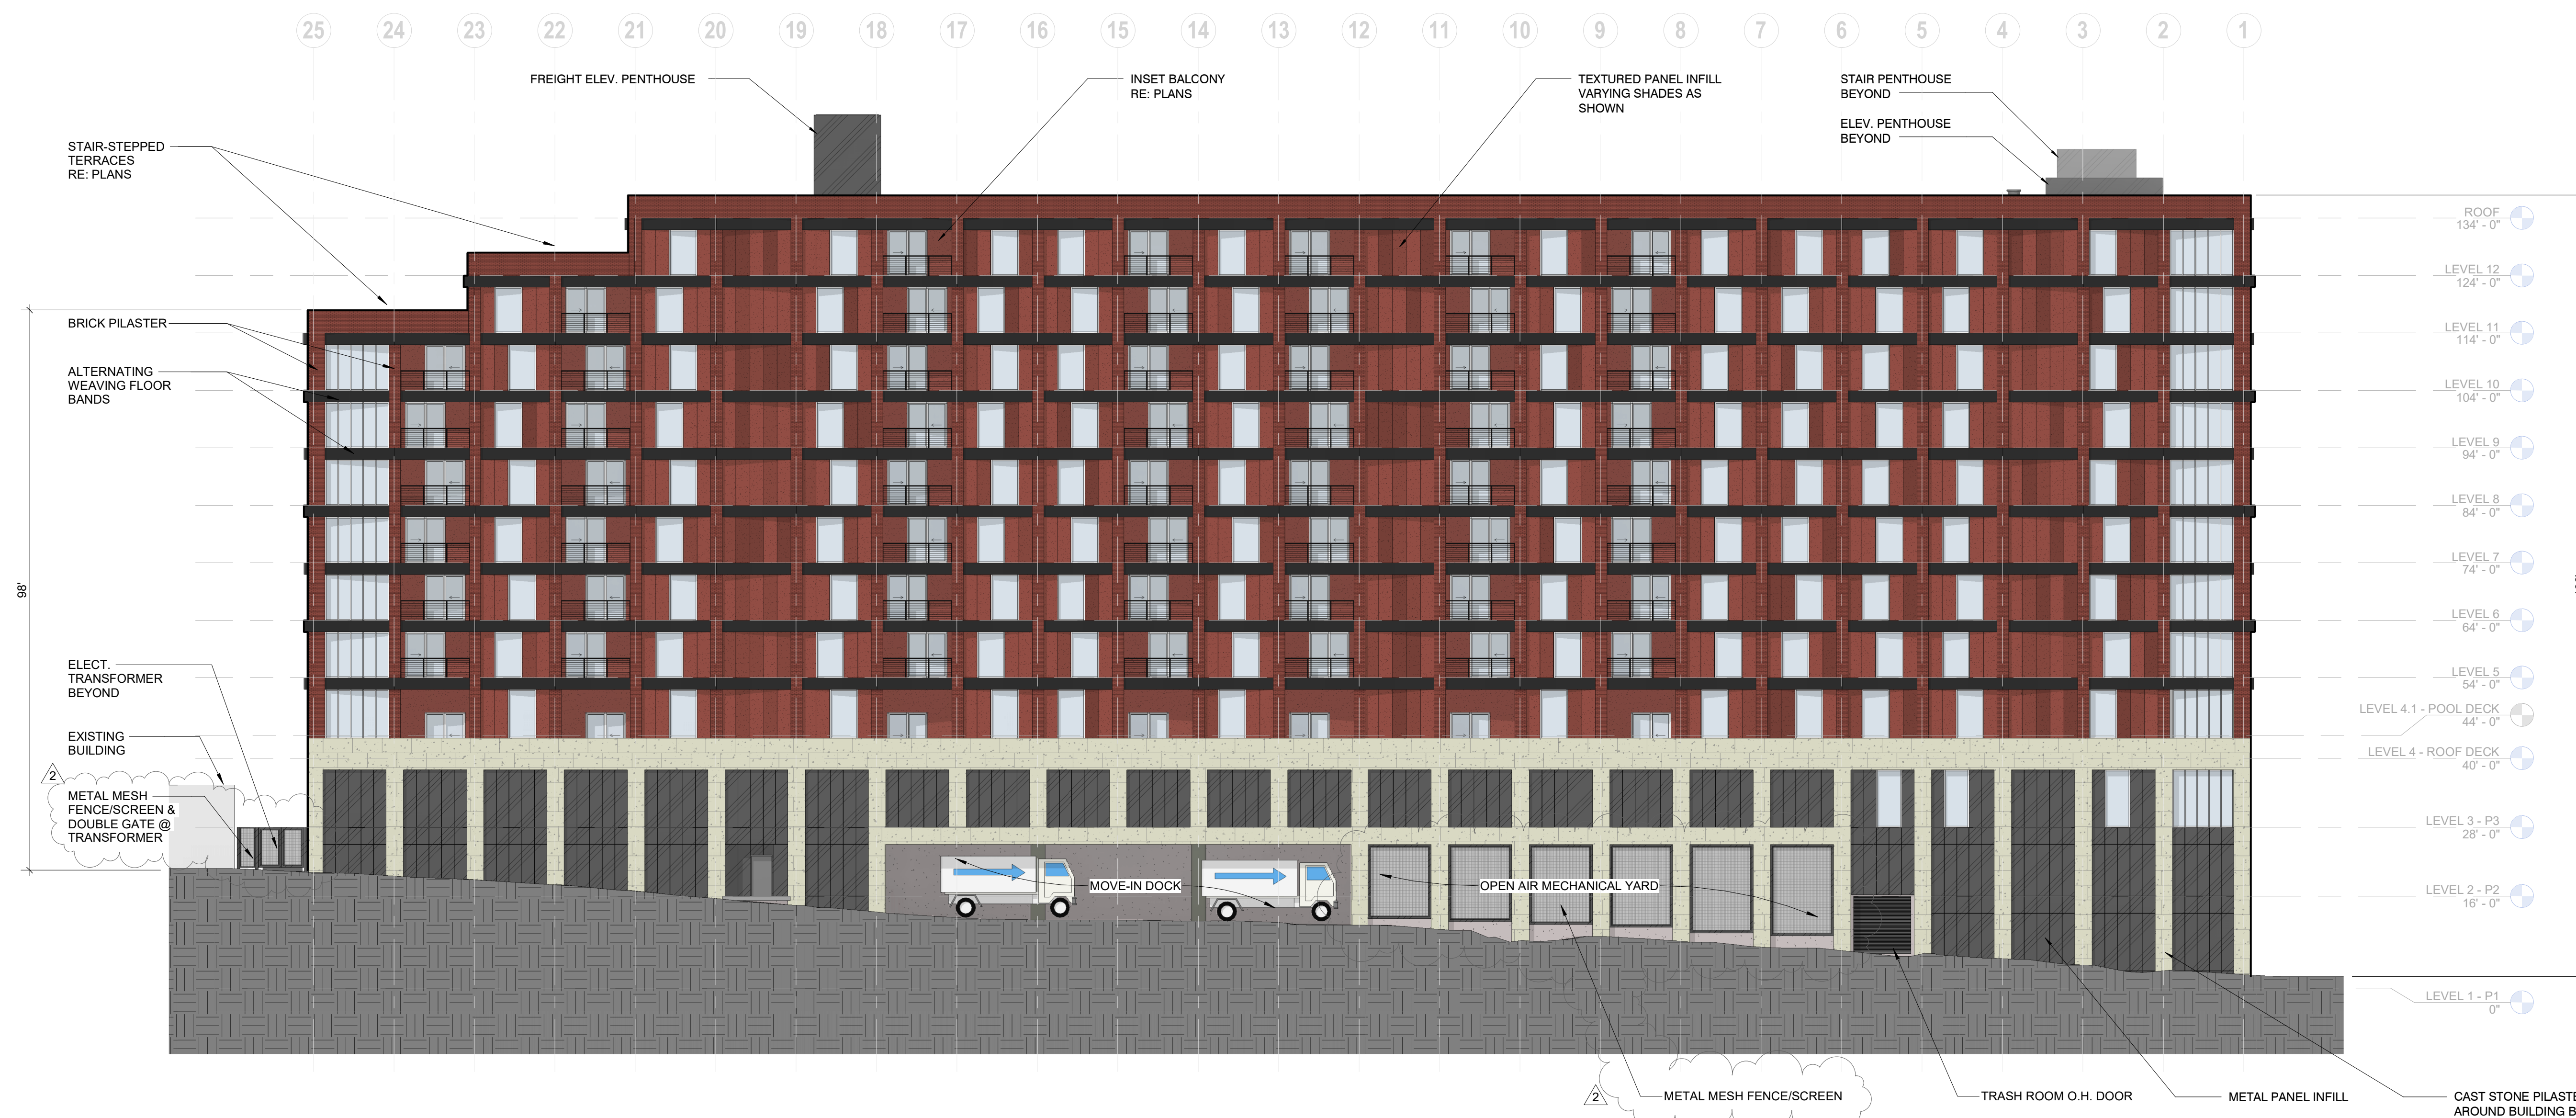 25 24 23 22 21 20 19 18 17 16 15 14 13 12 11 10 9 8 7 6 5 4 3 2 1
FREIGHT ELEV. PENTHOUSE
INSET BALCONY
RE: PLANS
TEXTURED PANEL INFILL
VARYING SHADES AS
SHOWN
STAIR PENTHOUSE
BEYOND
ELEV. PENTHOUSE
BEYOND
STAIR-STEPPED
TERRACES
RE: PLANS
BRICK PILASTER
ALTERNATING
WEAVING FLOOR
BANDS
98'
ELECT.
TRANSFORMER
BEYOND
EXISTING
BUILDING
2
METAL MESH
FENCE/SCREEN &
DOUBLE GATE @
TRANSFORMER
MOVE-IN DOCK
OPEN AIR MECHANICAL YARD
ROOF
134' - 0"
LEVEL 12
124' - 0"
LEVEL 11
114' - 0"
LEVEL 10
104' - 0"
LEVEL 9
94' - 0"
LEVEL 8
84' - 0"
LEVEL 7
74' - 0"
LEVEL 6
64' - 0"
LEVEL 5
54' - 0"
LEVEL 4.1 - POOL DECK
44' - 0"
LEVEL 4 - ROOF DECK
40' - 0"
LEVEL 3 - P3
28' - 0"
LEVEL 2 - P2
16' - 0"
LEVEL 1 - P1
0"
2
METAL MESH FENCE/SCREEN
TRASH ROOM O.H. DOOR
METAL PANEL INFILL
CAST STONE
AROUND BUILDING